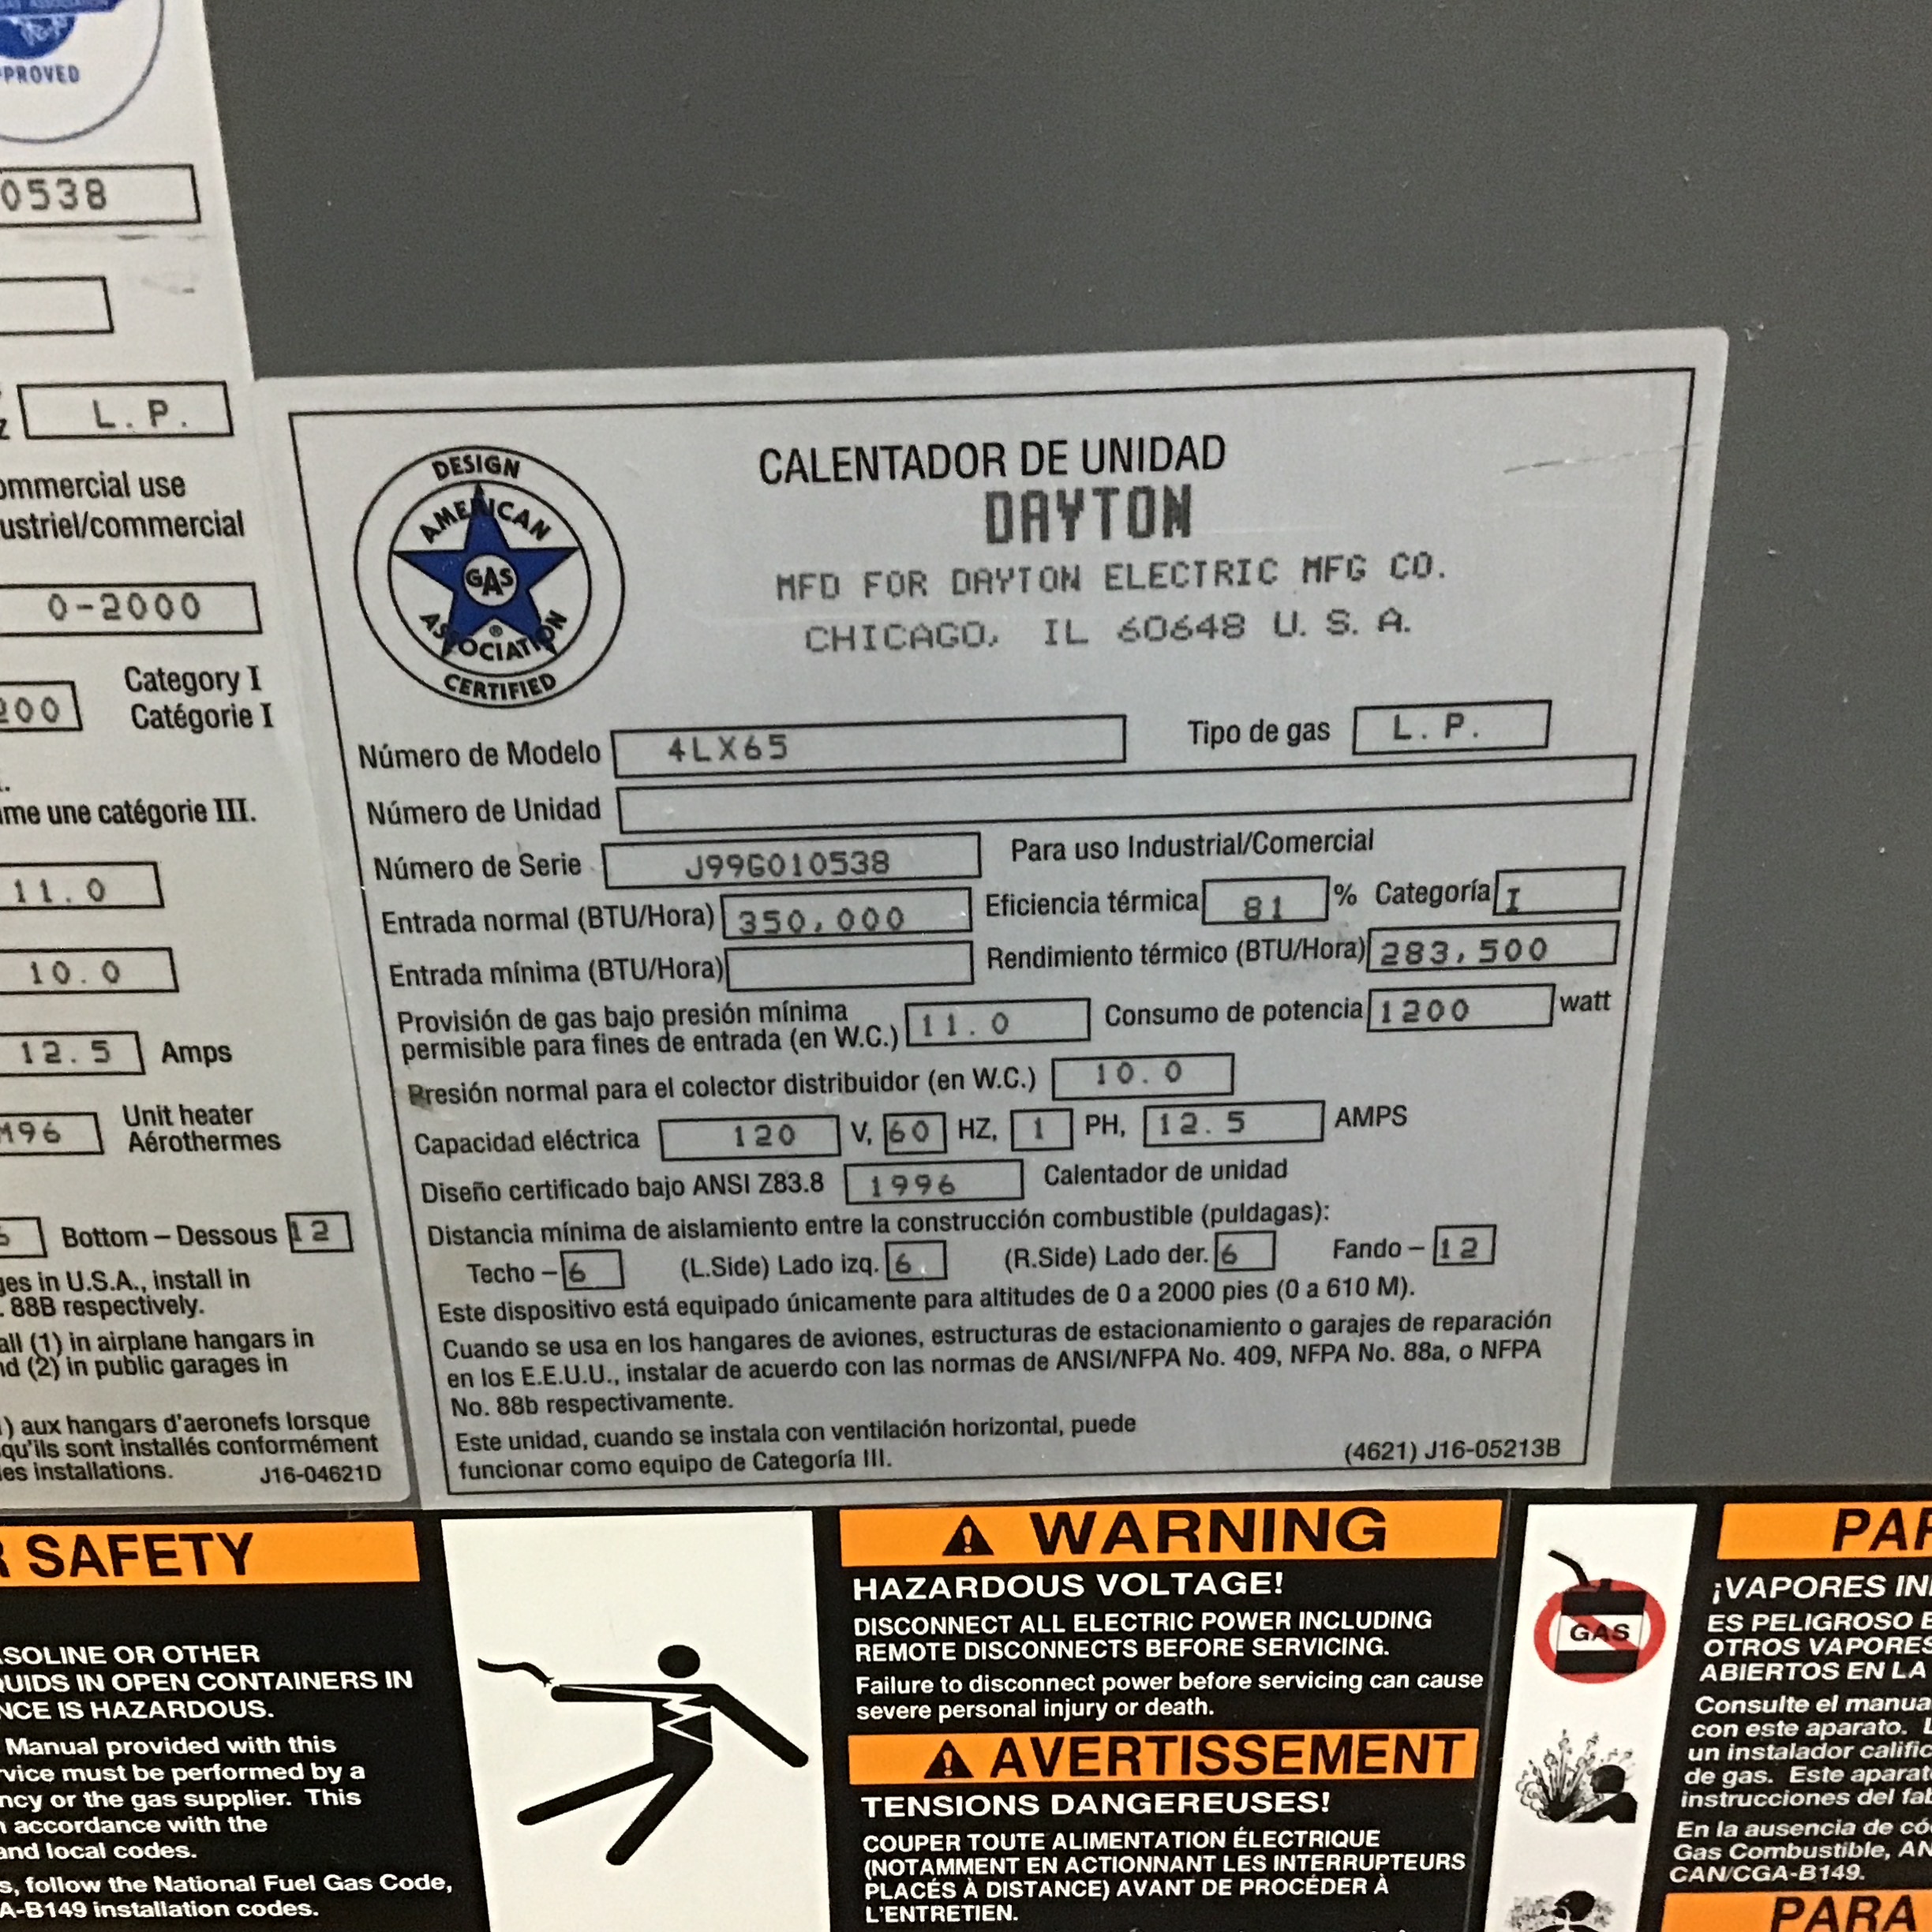 PROVED
0538
L.P.
ommercial use
ustriel/commercial
0-2000
200
Category I
Catégorie I
me une catégorie III.
11.0
10.0
12.5 Amps
M96
Unit heater
Aérothermes
Bottom – Dessous 12
ges in U.S.A., install in
. 88B respectively.
all (1) in airplane hangars in
nd (2) in public garages in
) aux hangars d'aeronefs lorsque
qu'ils sont installés conformément
les installations. J16-04621D
DESIGN
AMERICAN
GAS
®
ASSOCIATION
CERTIFIED
CALENTADOR DE UNIDAD
DAYTON
MFD FOR DAYTON ELECTRIC MFG CO.
CHICAGO, IL 60648 U.S.A.
Número de Modelo 4LX65 Tipo de gas L.P.
Número de Unidad
Número de Serie J99G010538 Para uso Industrial/Comercial
Entrada normal (BTU/Hora) 350,000 Eficiencia térmica 81 % Categoría I
Entrada mínima (BTU/Hora) Rendimiento térmico (BTU/Hora) 283,500
Provisión de gas bajo presión mínima
permisible para fines de entrada (en W.C.) 11.0 Consumo de potencia 1200 watt
Presión normal para el colector distribuidor (en W.C.) 10.0
Capacidad eléctrica 120 V, 60 HZ, 1 PH, 12.5 AMPS
Diseño certificado bajo ANSI Z83.8 1996 Calentador de unidad
Distancia mínima de aislamiento entre la construcción combustible (puldagas):
Techo – 6 (L.Side) Lado izq. 6 (R.Side) Lado der. 6 Fando – 12
Este dispositivo está equipado únicamente para altitudes de 0 a 2000 pies (0 a 610 M).
Cuando se usa en los hangares de aviones, estructuras de estacionamiento o garajes de reparación
en los E.E.U.U., instalar de acuerdo con las normas de ANSI/NFPA No. 409, NFPA No. 88a, o NFPA
No. 88b respectivamente.
Este unidad, cuando se instala con ventilación horizontal, puede
funcionar como equipo de Categoría III. (4621) J16-05213B
R SAFETY
ASOLINE OR OTHER
QUIDS IN OPEN CONTAINERS IN
NCE IS HAZARDOUS.
Manual provided with this
rvice must be performed by a
ncy or the gas supplier. This
n accordance with the
and local codes.
s, follow the National Fuel Gas Code,
A-B149 installation codes.
WARNING
HAZARDOUS VOLTAGE!
DISCONNECT ALL ELECTRIC POWER INCLUDING
REMOTE DISCONNECTS BEFORE SERVICING.
Failure to disconnect power before servicing can cause
severe personal injury or death.
AVERTISSEMENT
TENSIONS DANGEREUSES!
COUPER TOUTE ALIMENTATION ÉLECTRIQUE
(NOTAMMENT EN ACTIONNANT LES INTERRUPTEURS
PLACÉS À DISTANCE) AVANT DE PROCÉDER À
L'ENTRETIEN.
GAS
PAR
¡VAPORES IN
ES PELIGROSO
OTROS VAPORES
ABIERTOS EN LA
Consulte el manua
con este aparato.
un instalador calific
de gas. Este aparat
instrucciones del fab
En la ausencia de có
Gas Combustible, AN
CAN/CGA-B149.
PARA